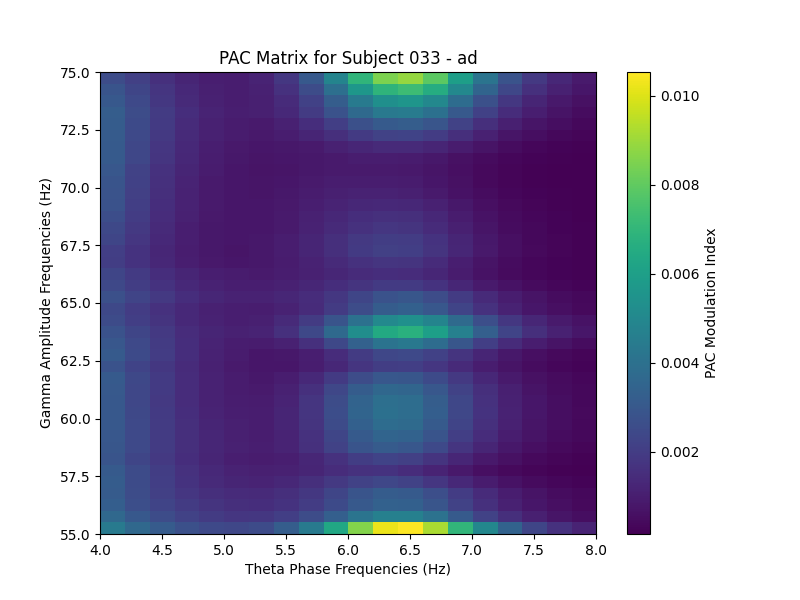 PAC Matrix for Subject 033 - ad
75.0
72.5
70.0
67.5
65.0
62.5
60.0
57.5
55.0
Gamma Amplitude Frequencies (Hz)
4.0 4.5 5.0 5.5 6.0 6.5 7.0 7.5 8.0
Theta Phase Frequencies (Hz)
0.010
0.008
0.006
0.004
0.002
PAC Modulation Index